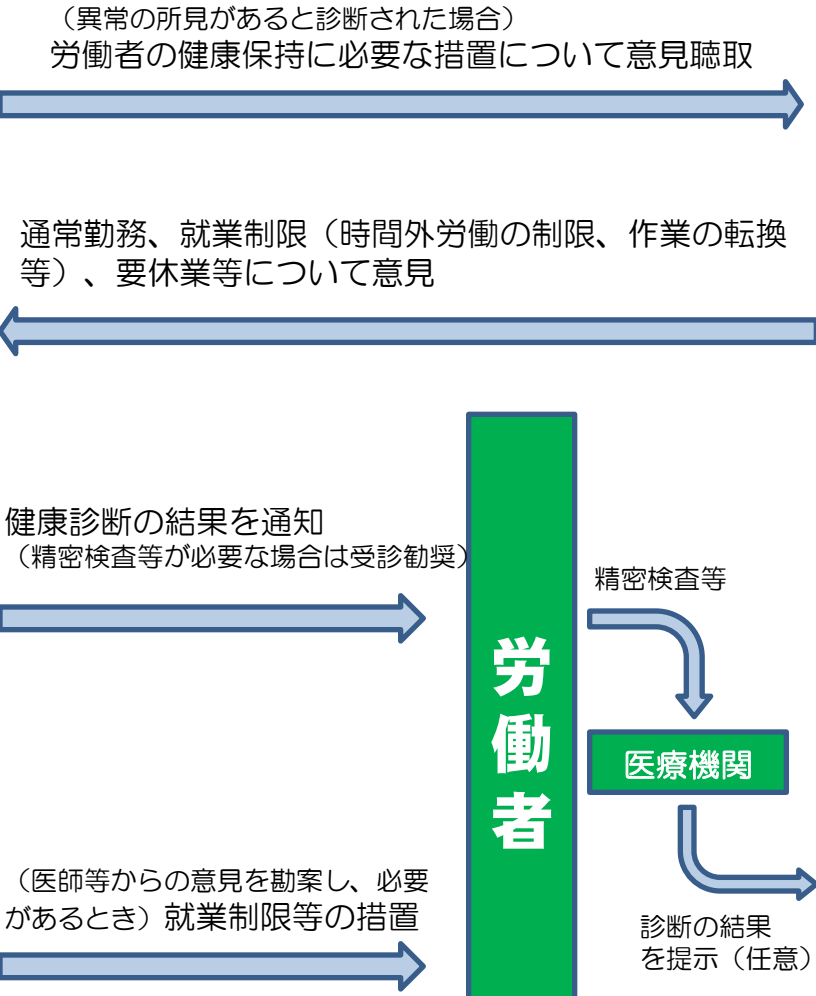 （異常の所見があると診断された場合）
労働者の健康保持に必要な措置について意見聴取
通常勤務、就業制限（時間外労働の制限、作業の転換
等）、要休業等について意見
健康診断の結果を通知
（精密検査等が必要な場合は受診勧奨）
労働者
精密検査等
医療機関
（医師等からの意見を勘案し、必要
があるとき）就業制限等の措置
診断の結果
を提示（任意）